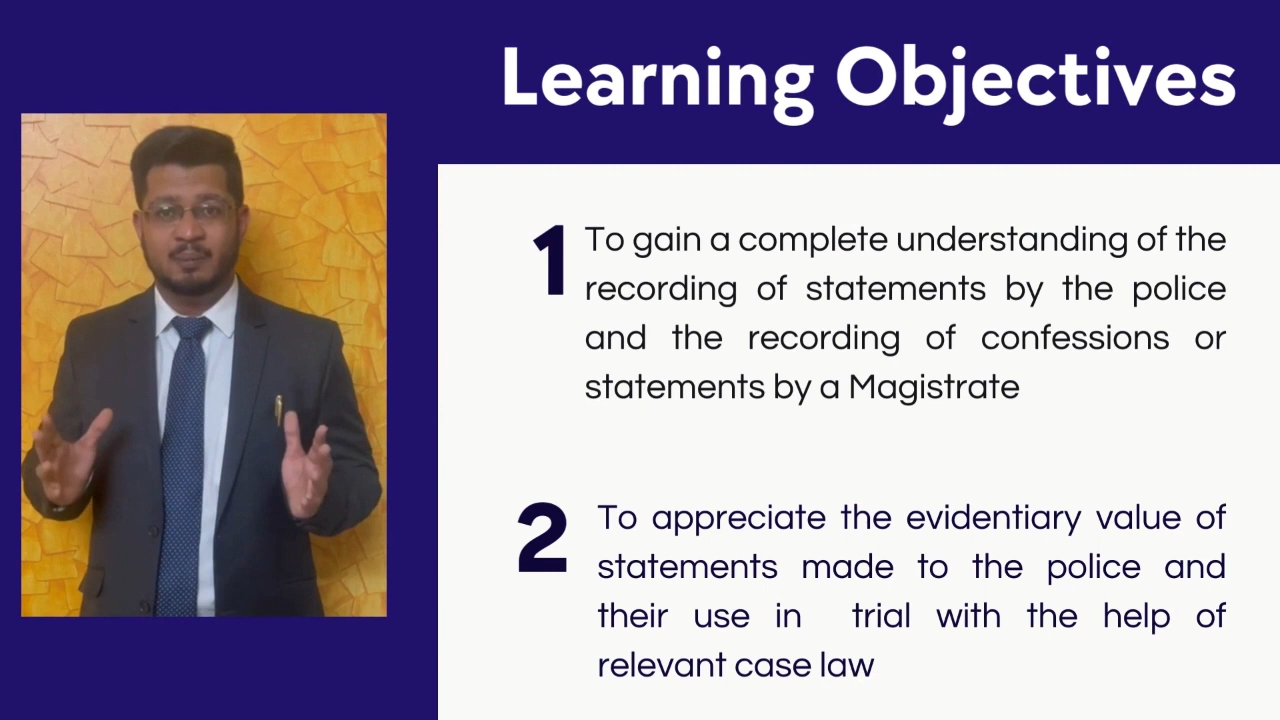 Learning Objectives
1
To gain a complete understanding of the
recording of statements by the police
and the recording of confessions or
statements by a Magistrate
2
To appreciate the evidentiary value of
statements made to the police and
their use in trial with the help of
relevant case law